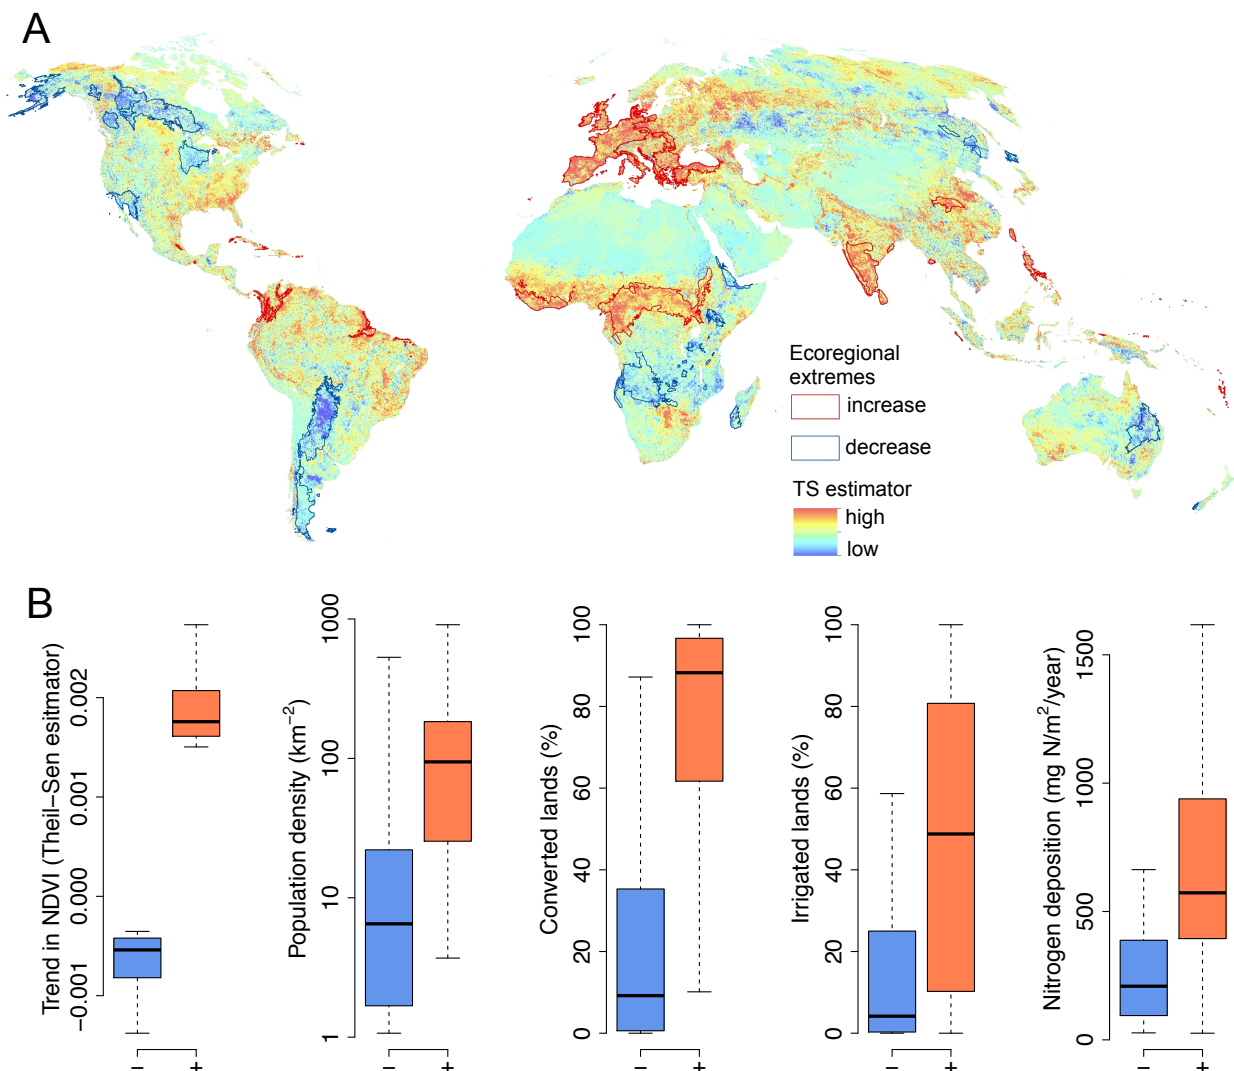 A
Ecoregional
extremes
increase
decrease
TS estimator
high
low
B
Trend in NDVI (Theil−Sen esitmator)
−0.001
0.000
0.001
0.002
− +
Population density (km⁻²)
1
10
100
1000
− +
Converted lands (%)
0
20
40
60
80
100
− +
Irrigated lands (%)
0
20
40
60
80
100
− +
Nitrogen deposition (mg N/m²/year)
0
500
1000
1500
− +